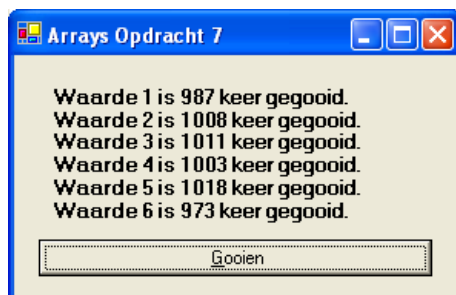 Arrays Opdracht 7
Waarde 1 is 987 keer gegooid.
Waarde 2 is 1008 keer gegooid.
Waarde 3 is 1011 keer gegooid.
Waarde 4 is 1003 keer gegooid.
Waarde 5 is 1018 keer gegooid.
Waarde 6 is 973 keer gegooid.
Gooien